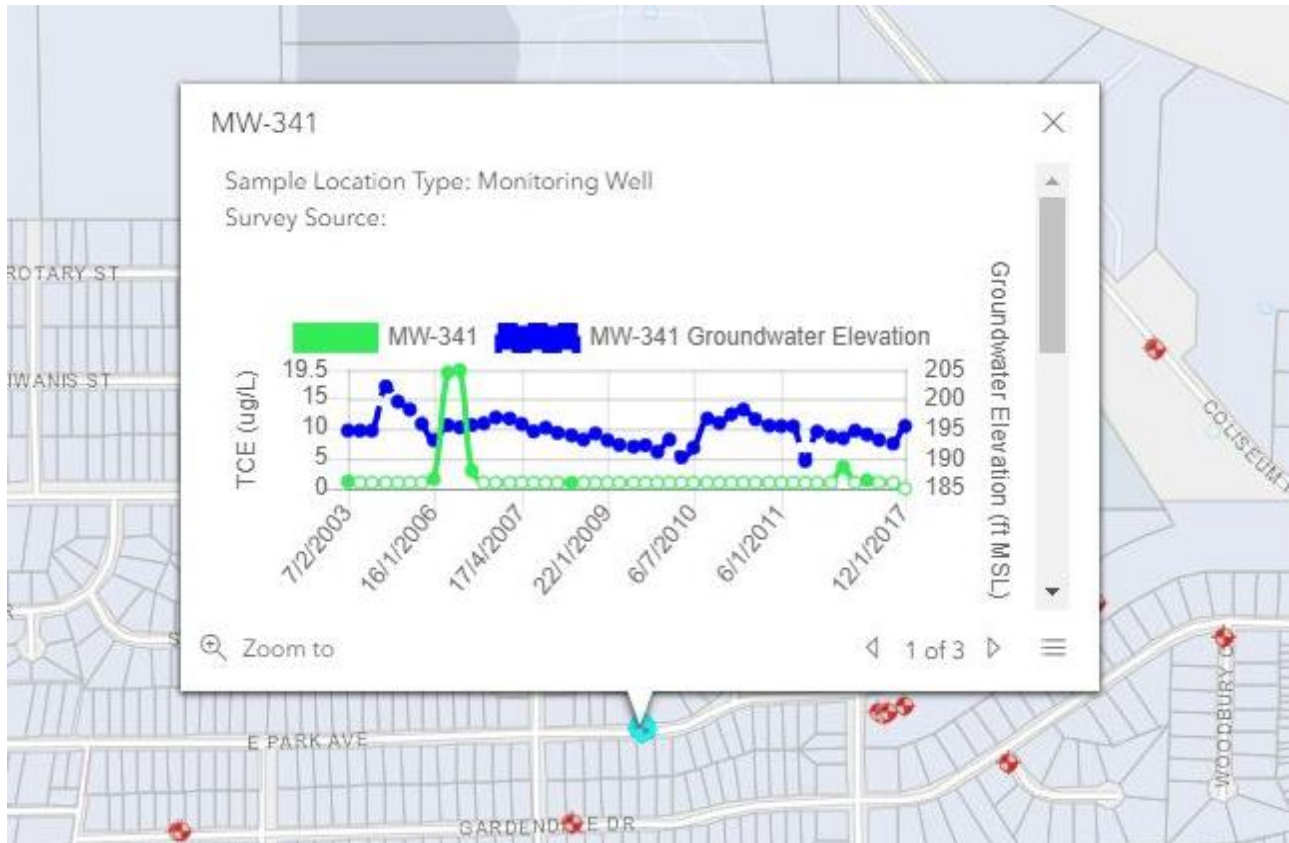 MW-341
Sample Location Type: Monitoring Well
Survey Source:
MW-341 MW-341 Groundwater Elevation
TCE (ug/L)
19.5
15
10
5
0
205
200
195
190
185
Groundwater Elevation (ft MSL)
7/2/2003
16/1/2006
17/4/2007
22/1/2009
6/7/2010
6/1/2011
12/1/2017
Zoom to
1 of 3
ROTARY ST
IWANIS ST
COLISEUM
E PARK AVE
WOODBURY
DR